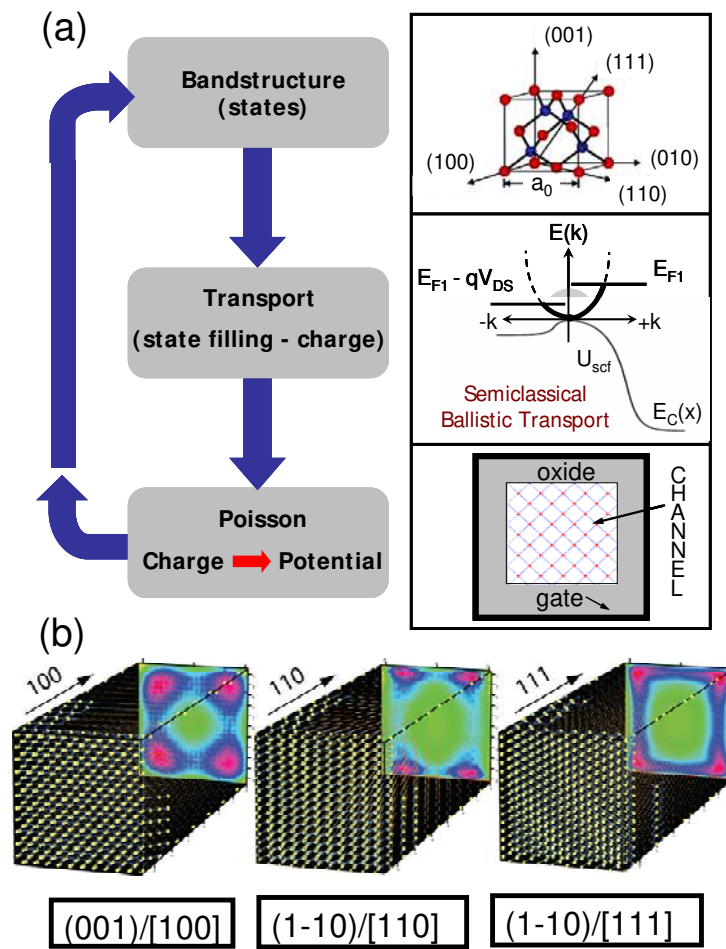 (a)
Bandstructure
(states)
Transport
(state filling - charge)
Poisson
Charge Potential
(001)
(111)
(100)
(010)
a0
(110)
E(k)
EF1 - qVDS
EF1
-k
+k
Uscf
Semiclassical
Ballistic Transport
EC(x)
oxide
CHANNEL
gate
(b)
100
110
111
(001)/[100]
(1-10)/[110]
(1-10)/[111]